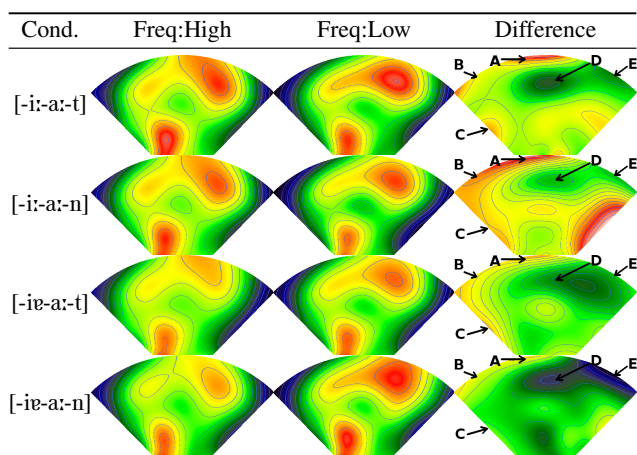 Cond. Freq:High Freq:Low Difference
A B D E C
[-iː-aː-t]
A B D E C
[-iː-aː-n]
A B D E C
[-iɐ-aː-t]
A B D E C
[-iɐ-aː-n]